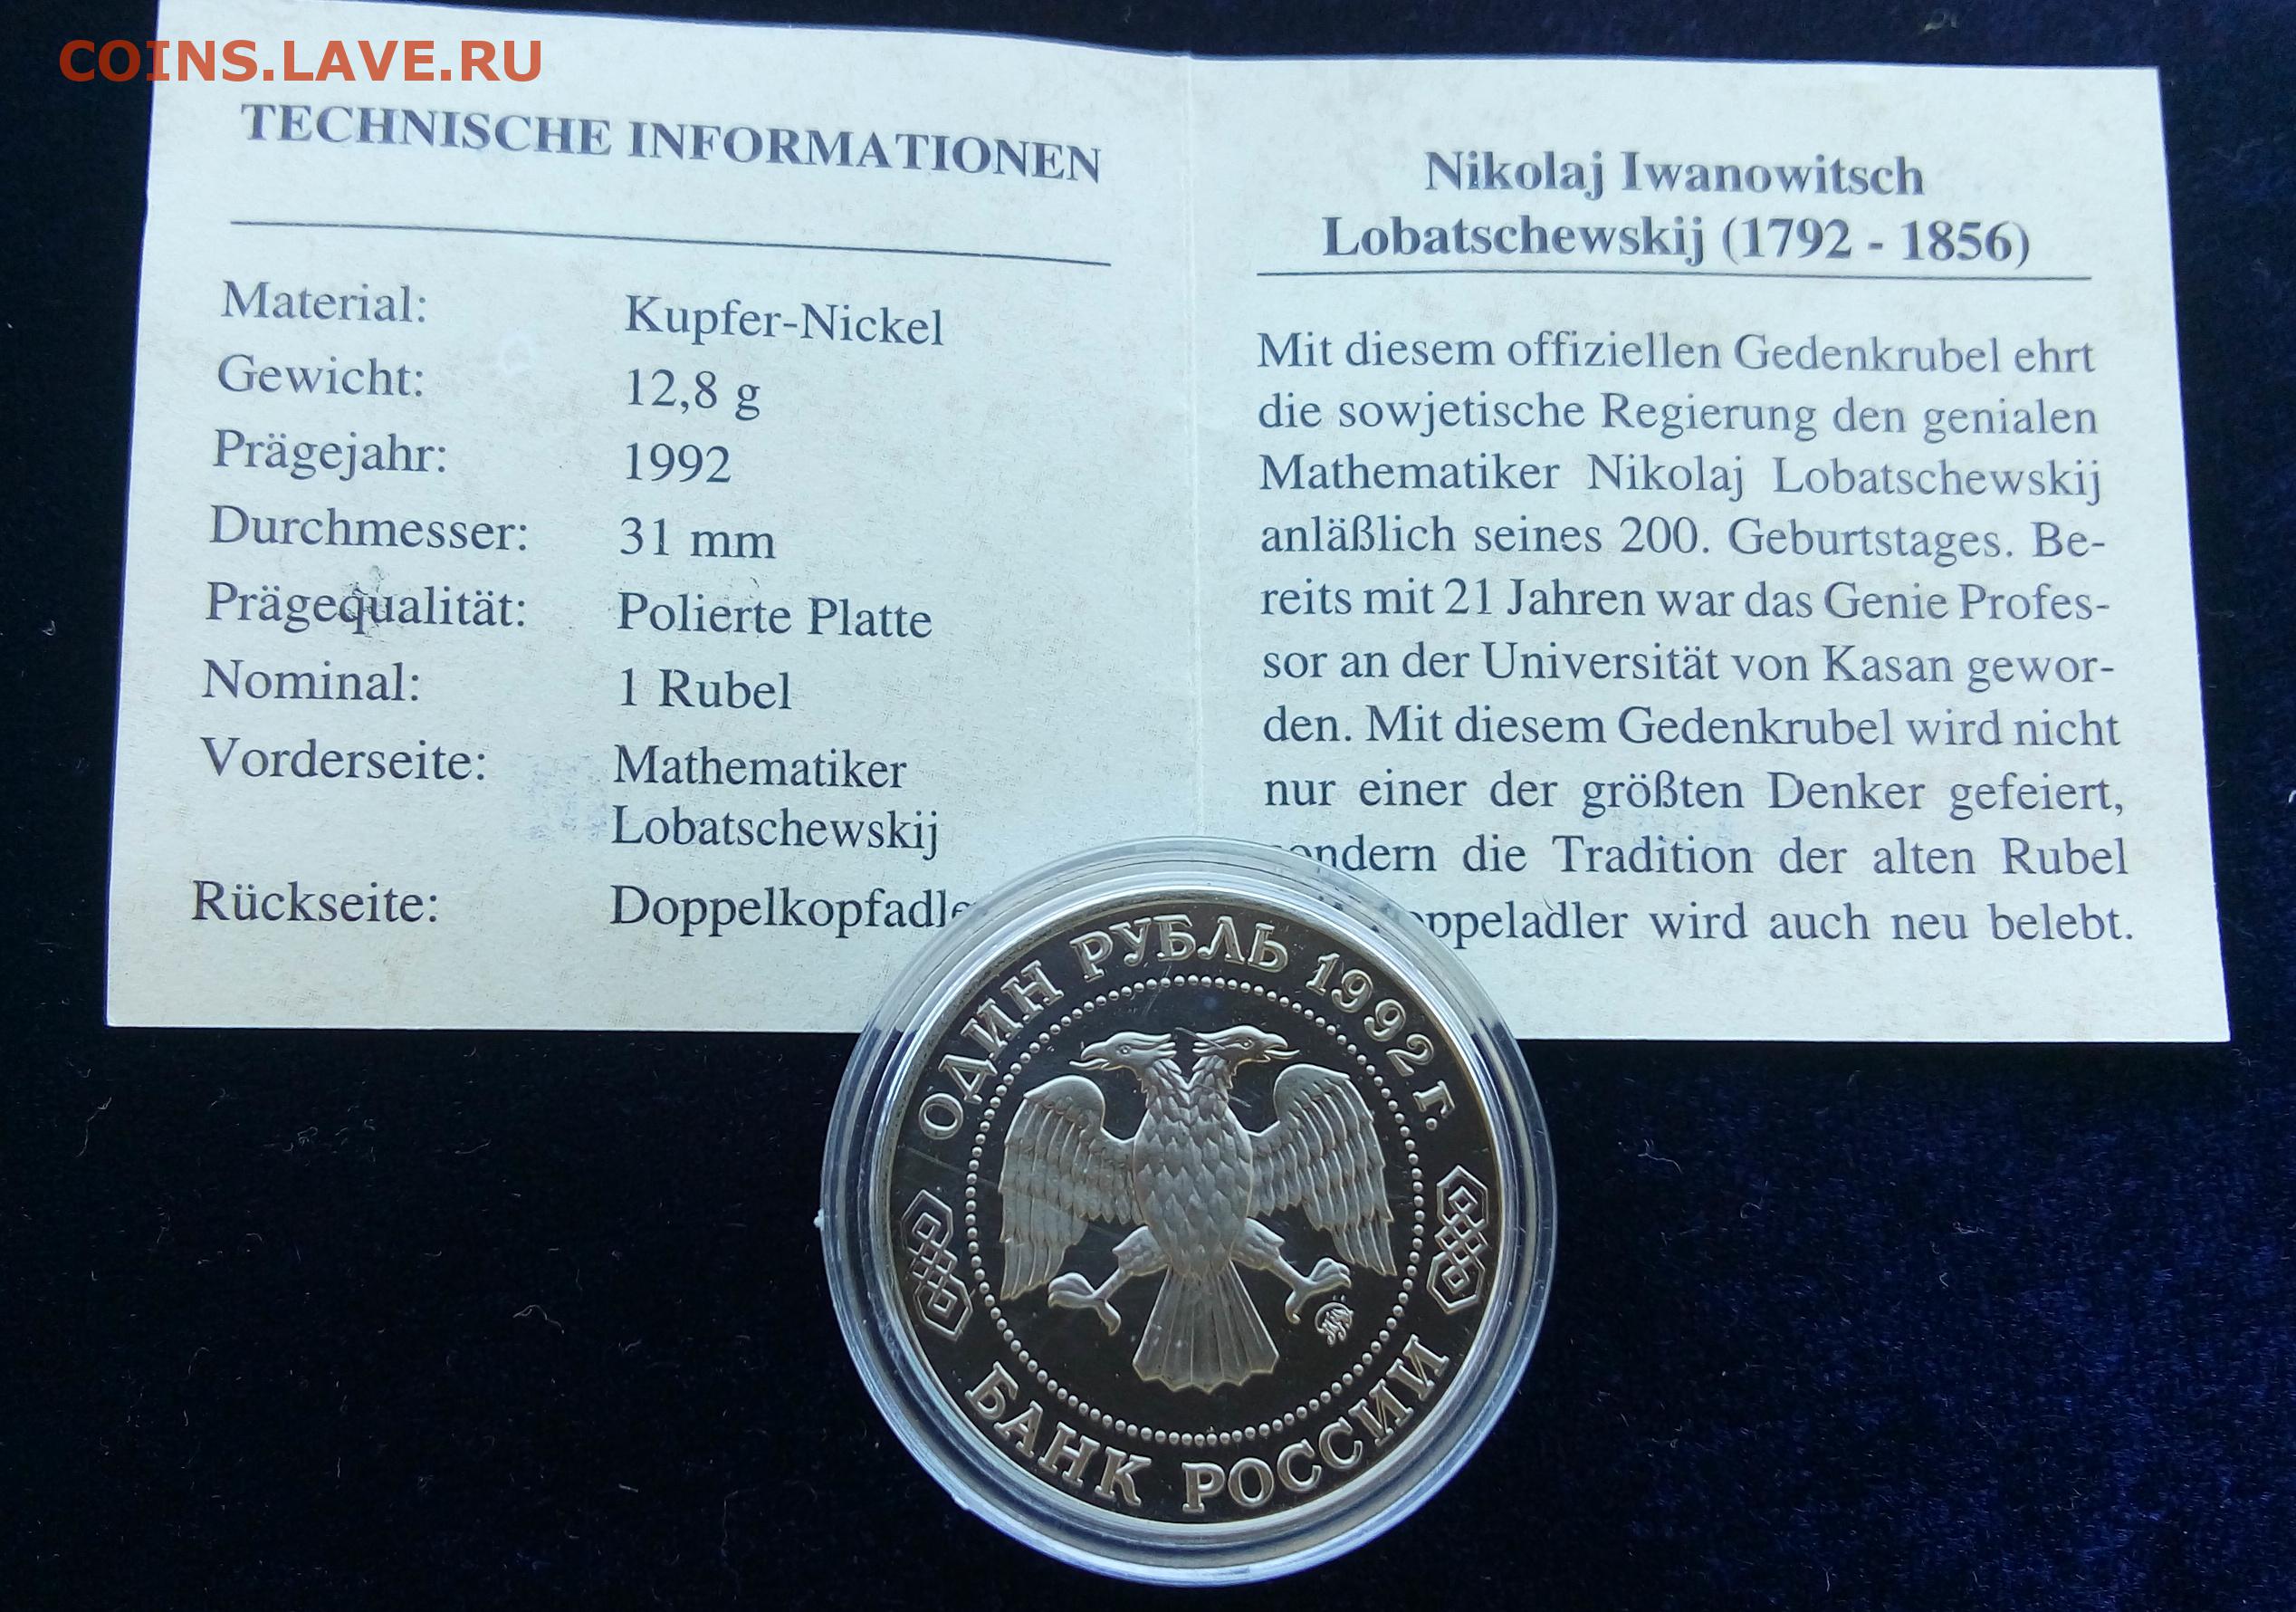 COINS.LAVE.RU
TECHNISCHE INFORMATIONEN
Material: Kupfer-Nickel
Gewicht: 12,8 g
Prägejahr: 1992
Durchmesser: 31 mm
Prägequalität: Polierte Platte
Nominal: 1 Rubel
Vorderseite: Mathematiker
Lobatschewskij
Rückseite: Doppelkopfadle
Nikolaj Iwanowitsch
Lobatschewskij (1792 - 1856)
Mit diesem offiziellen Gedenkrubel ehrt
die sowjetische Regierung den genialen
Mathematiker Nikolaj Lobatschewskij
anläßlich seines 200. Geburtstages. Be-
reits mit 21 Jahren war das Genie Profes-
sor an der Universität von Kasan gewor-
den. Mit diesem Gedenkrubel wird nicht
nur einer der größten Denker gefeiert,
sondern die Tradition der alten Rubel
oppeladler wird auch neu belebt.
ОДИН РУБЛЬ 1992 г.
БАНК РОССИИ